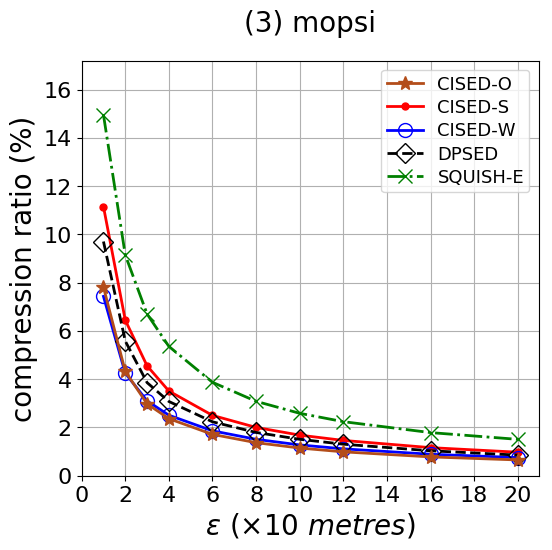 (3) mopsi
compression ratio (%)
16
14
12
10
8
6
4
2
0
CISED-O
CISED-S
CISED-W
DPSED
SQUISH-E
0 2 4 6 8 10 12 14 16 18 20
ε (×10 metres)